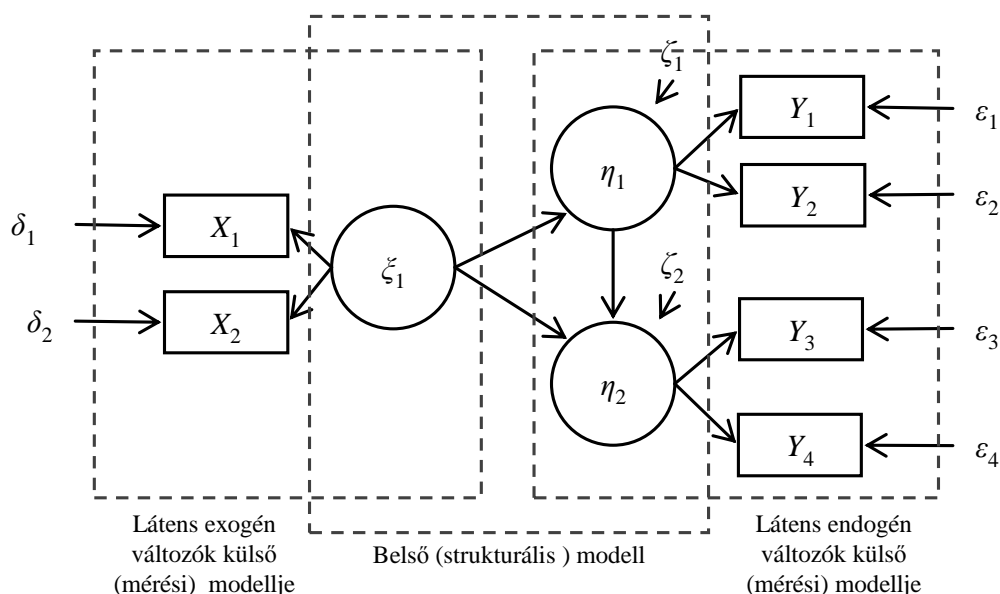 ζ1
Y1
ε1
η1
Y2
ε2
δ1
X1
ξ1
ζ2
δ2
X2
Y3
ε3
η2
Y4
ε4
Látens exogén
változók külső
(mérési) modellje
Belső (strukturális ) modell
Látens endogén
változók külső
(mérési) modellje